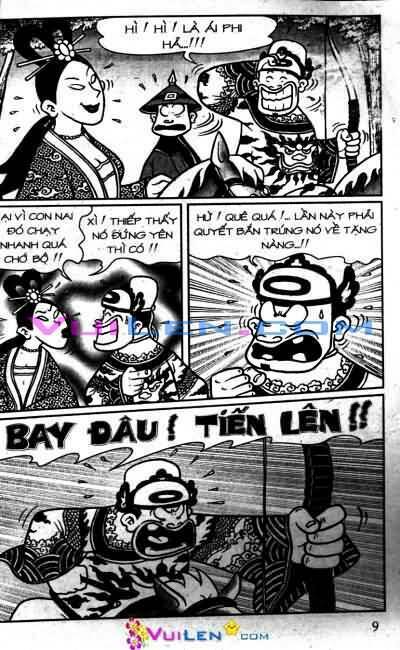 HÌ! HÌ! LÀ ÁI PHI
HẢ...!!!
ẠI VÌ CON NAI
ĐÓ CHẠY
NHANH QUÁ
CHỚ BỘ!!
XÌ! THIẾP THẤY
NÓ ĐỨNG YÊN
THÌ CÓ!!
HỪ! QUÊ QUÁ!.. LẦN NÀY PHẢI
QUYẾT BẮN TRÚNG NÓ VỀ TẶNG
NÀNG...!!
VUILEN.COM
BAY ĐÂU! TIẾN LÊN!!
9
VUILEN.COM